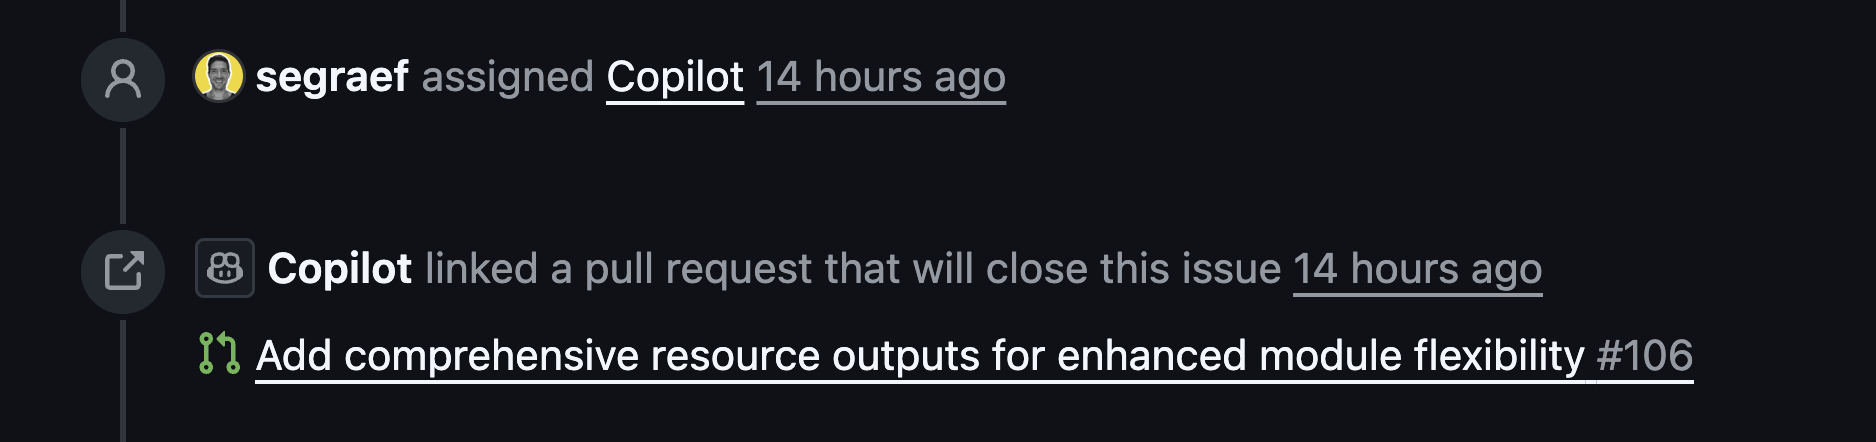 segraef assigned Copilot 14 hours ago
Copilot linked a pull request that will close this issue 14 hours ago
Add comprehensive resource outputs for enhanced module flexibility #106